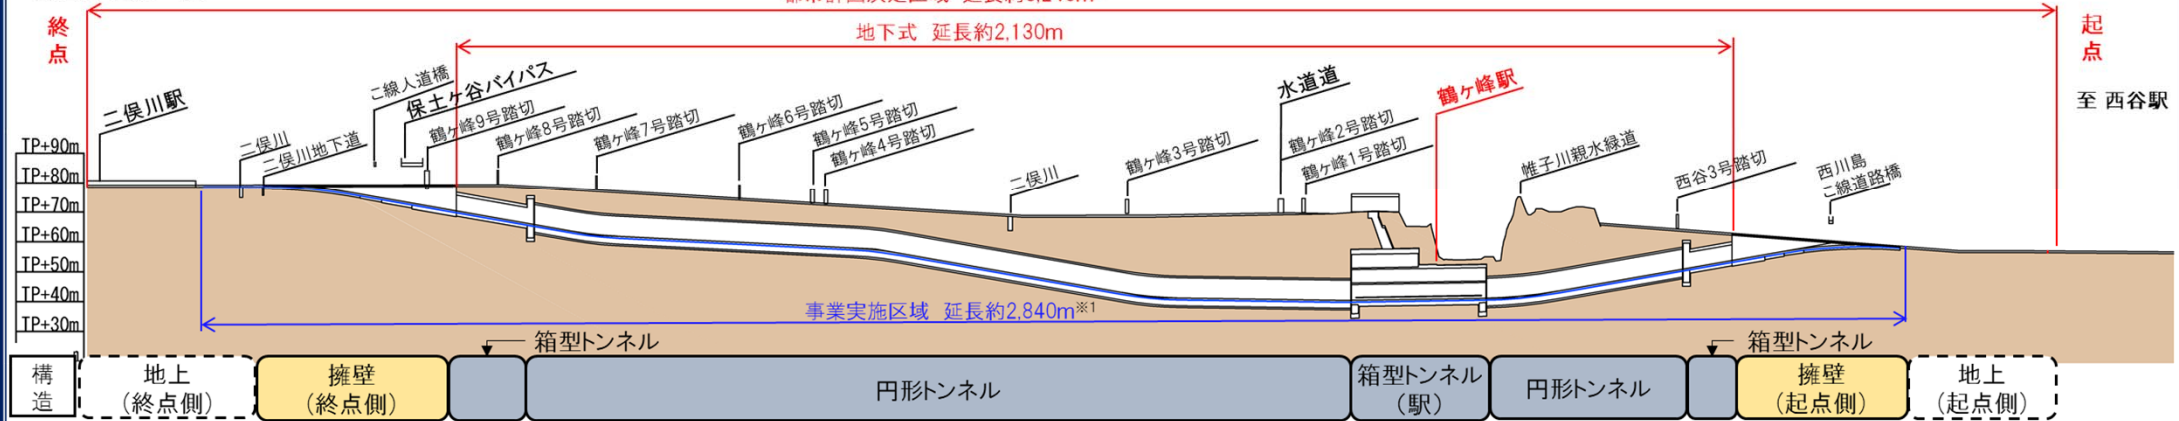 終点
地下式 延長約2,130m
起点
至 西谷駅
二俣川駅
二俣川
二俣川地下道
こ線人道橋
保土ヶ谷バイパス
鶴ヶ峰9号踏切
鶴ヶ峰8号踏切
鶴ヶ峰7号踏切
鶴ヶ峰6号踏切
鶴ヶ峰5号踏切
鶴ヶ峰4号踏切
二俣川
鶴ヶ峰3号踏切
水道道
鶴ヶ峰2号踏切
鶴ヶ峰1号踏切
鶴ヶ峰駅
帷子川親水緑道
西谷3号踏切
西川島
こ線道路橋
TP+90m
TP+80m
TP+70m
TP+60m
TP+50m
TP+40m
TP+30m
事業実施区域 延長約2,840m※1
箱型トンネル
箱型トンネル
構造
地上
(終点側)
擁壁
(終点側)
円形トンネル
箱型トンネル
(駅)
円形トンネル
擁壁
(起点側)
地上
(起点側)